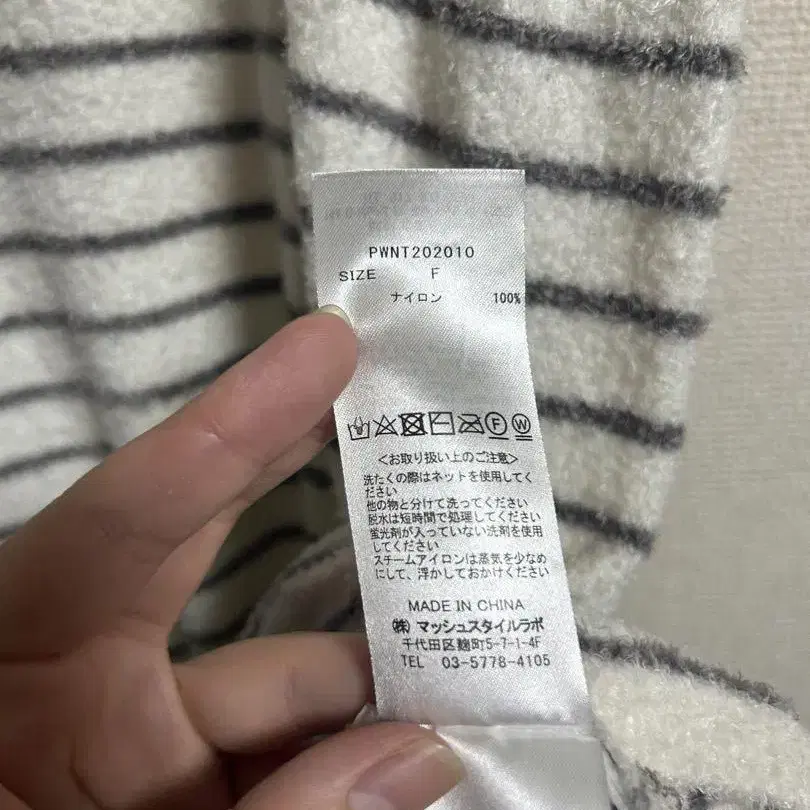 PWNT202010
SIZE F
ナイロン 100%
F W
<お取り扱い上のご注意>
洗たくの際はネットを使用してく
ださい
他の物と分けて洗ってください
脱水は短時間で処理してください
蛍光剤が入っていない洗剤を使用
してください
スチームアイロンは蒸気を少なめ
にして、浮かしておかけください
MADE IN CHINA
㈱ マッシュスタイルラボ
千代田区麹町5-7-1-4F
TEL 03-5778-4105